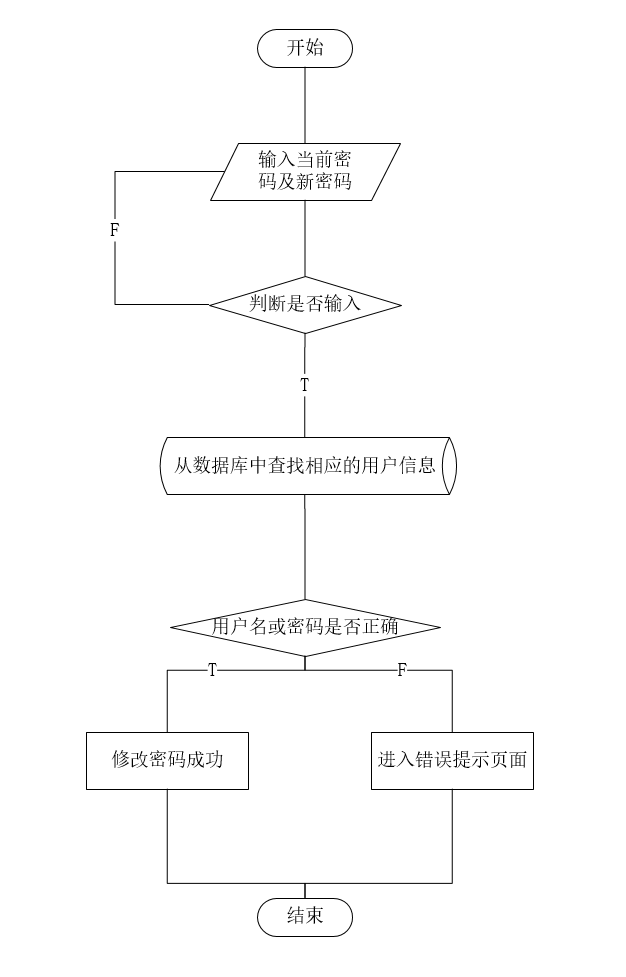 开始
输入当前密
码及新密码
F
判断是否输入
T
从数据库中查找相应的用户信息
用户名或密码是否正确
T
F
修改密码成功
进入错误提示页面
结束